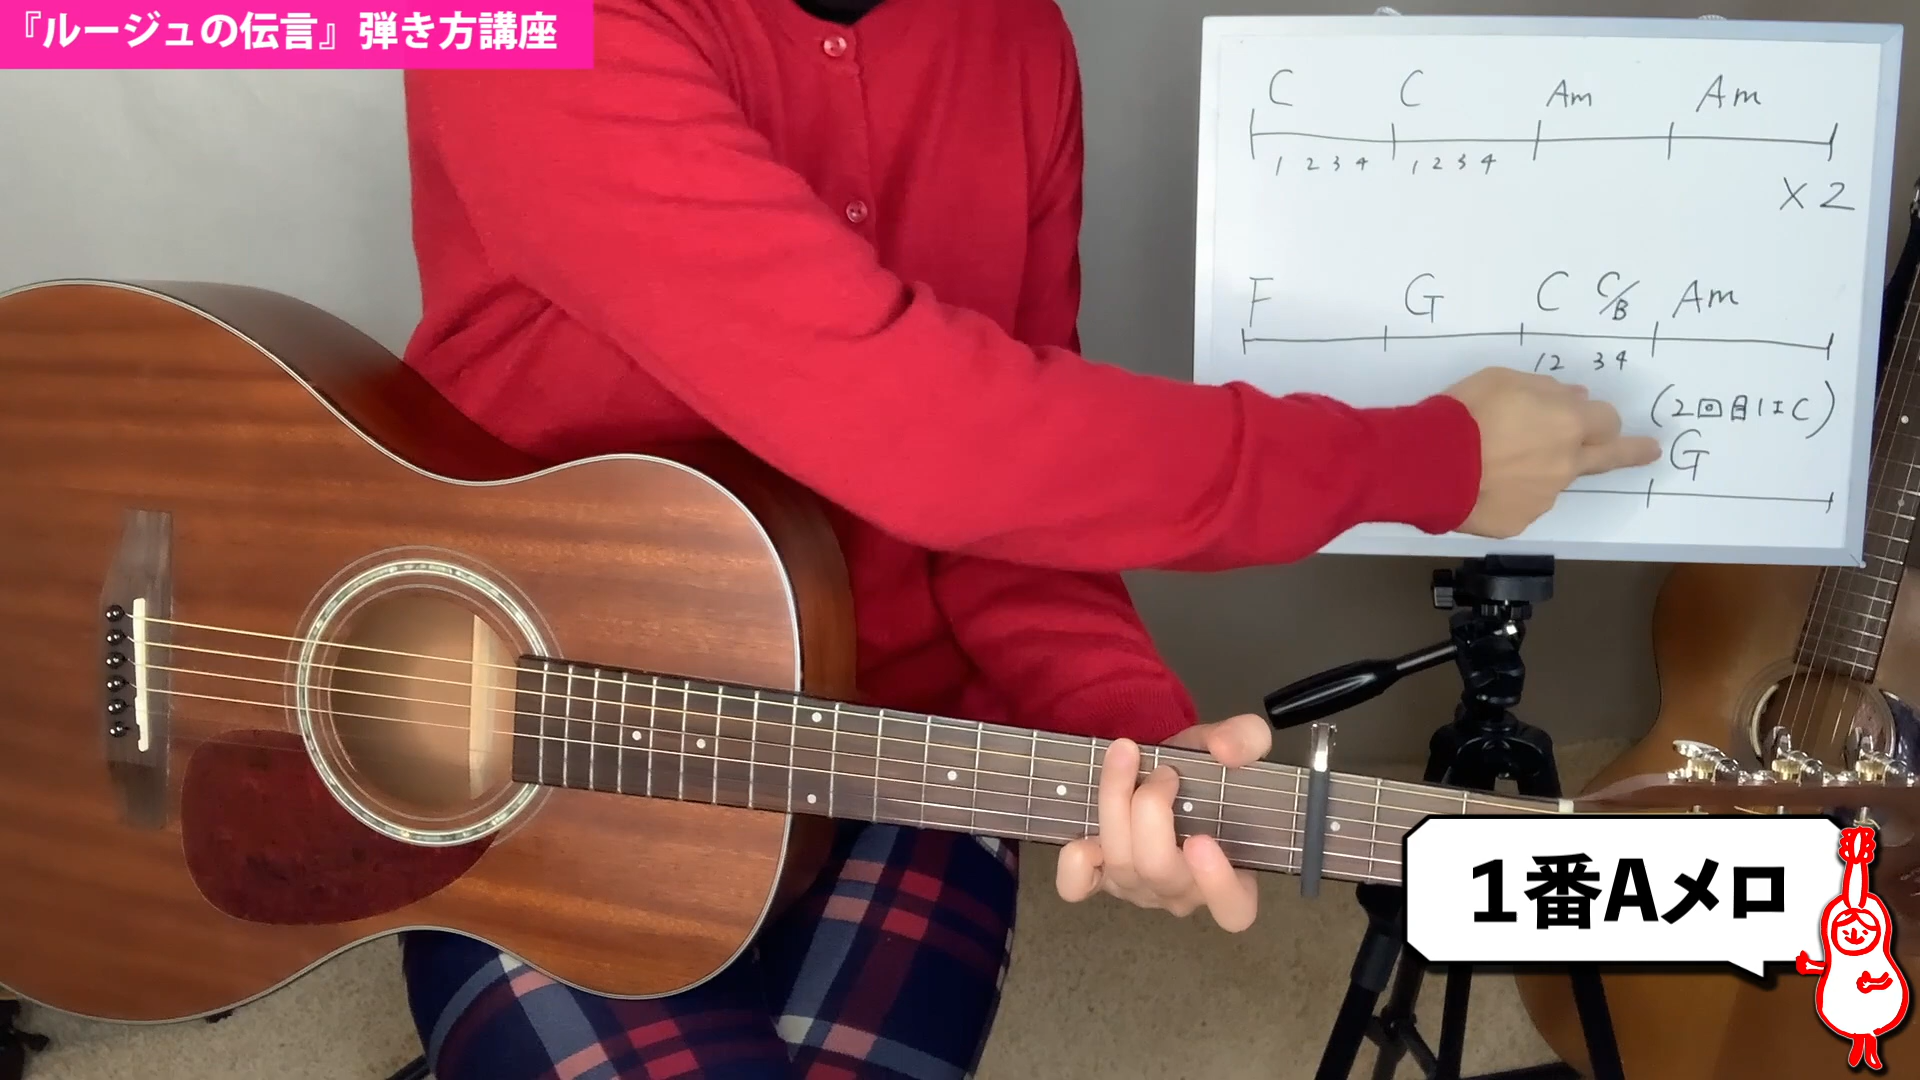 『ルージュの伝言』弾き方講座
C C Am Am
1 2 3 4 1 2 3 4
×2
F G C C/B Am
1 2 3 4
(2回目はC)
G
1番Aメロ